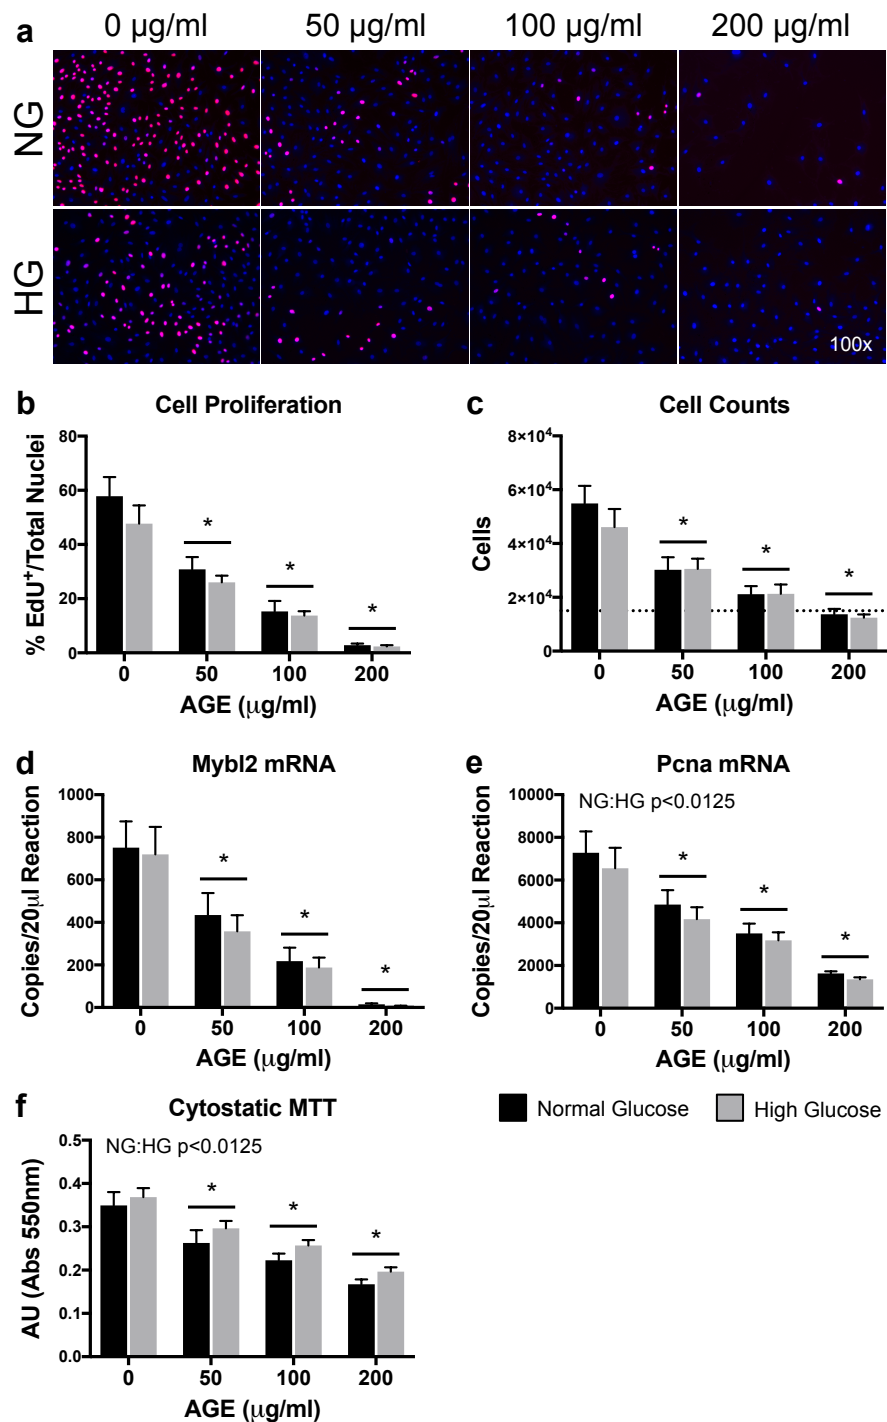 a
0 µg/ml 50 µg/ml 100 µg/ml 200 µg/ml
NG
HG
100x
b
Cell Proliferation
% EdU⁺/Total Nuclei
80
60
40
20
0
*
*
*
0 50 100 200
AGE (µg/ml)
c
Cell Counts
Cells
8×10⁴
6×10⁴
4×10⁴
2×10⁴
0
*
*
*
0 50 100 200
AGE (µg/ml)
d
Mybl2 mRNA
Copies/20µl Reaction
1000
800
600
400
200
0
*
*
*
0 50 100 200
AGE (µg/ml)
e
Pcna mRNA
NG:HG p<0.0125
Copies/20µl Reaction
10000
8000
6000
4000
2000
0
*
*
*
0 50 100 200
AGE (µg/ml)
f
Cytostatic MTT
NG:HG p<0.0125
AU (Abs 550nm)
0.5
0.4
0.3
0.2
0.1
0.0
*
*
*
0 50 100 200
AGE (µg/ml)
Normal Glucose High Glucose